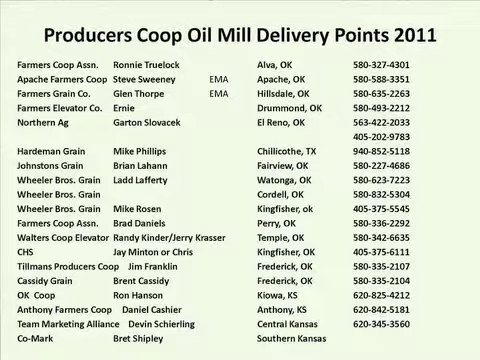 Producers Coop Oil Mill Delivery Points 2011
Farmers Coop Assn. Ronnie Truelock Alva, OK 580-327-4301
Apache Farmers Coop Steve Sweeney EMA Apache, OK 580-588-3351
Farmers Grain Co. Glen Thorpe EMA Hillsdale, OK 580-635-2263
Farmers Elevator Co. Ernie Drummond, OK 580-493-2212
Northern Ag Garton Slovacek El Reno, OK 563-422-2033
405-202-9783
Hardeman Grain Mike Phillips Chillicothe, TX 940-852-5118
Johnstons Grain Brian Lahann Fairview, OK 580-227-4686
Wheeler Bros. Grain Ladd Lafferty Watonga, OK 580-623-7223
Wheeler Bros. Grain Cordell, OK 580-832-5304
Wheeler Bros. Grain Mike Rosen Kingfisher, ok 405-375-5545
Farmers Coop Assn. Brad Daniels Perry, OK 580-336-2292
Walters Coop Elevator Randy Kinder/Jerry Krasser Temple, OK 580-342-6635
CHS Jay Minton or Chris Kingfisher, OK 405-375-6111
Tillmans Producers Coop Jim Franklin Frederick, OK 580-335-2107
Cassidy Grain Brent Cassidy Frederick, OK 580-335-2104
OK Coop Ron Hanson Kiowa, KS 620-825-4212
Anthony Farmers Coop Daniel Cashier Anthony, KS 620-842-5181
Team Marketing Alliance Devin Schierling Central Kansas 620-345-3560
Co-Mark Bret Shipley Southern Kansas